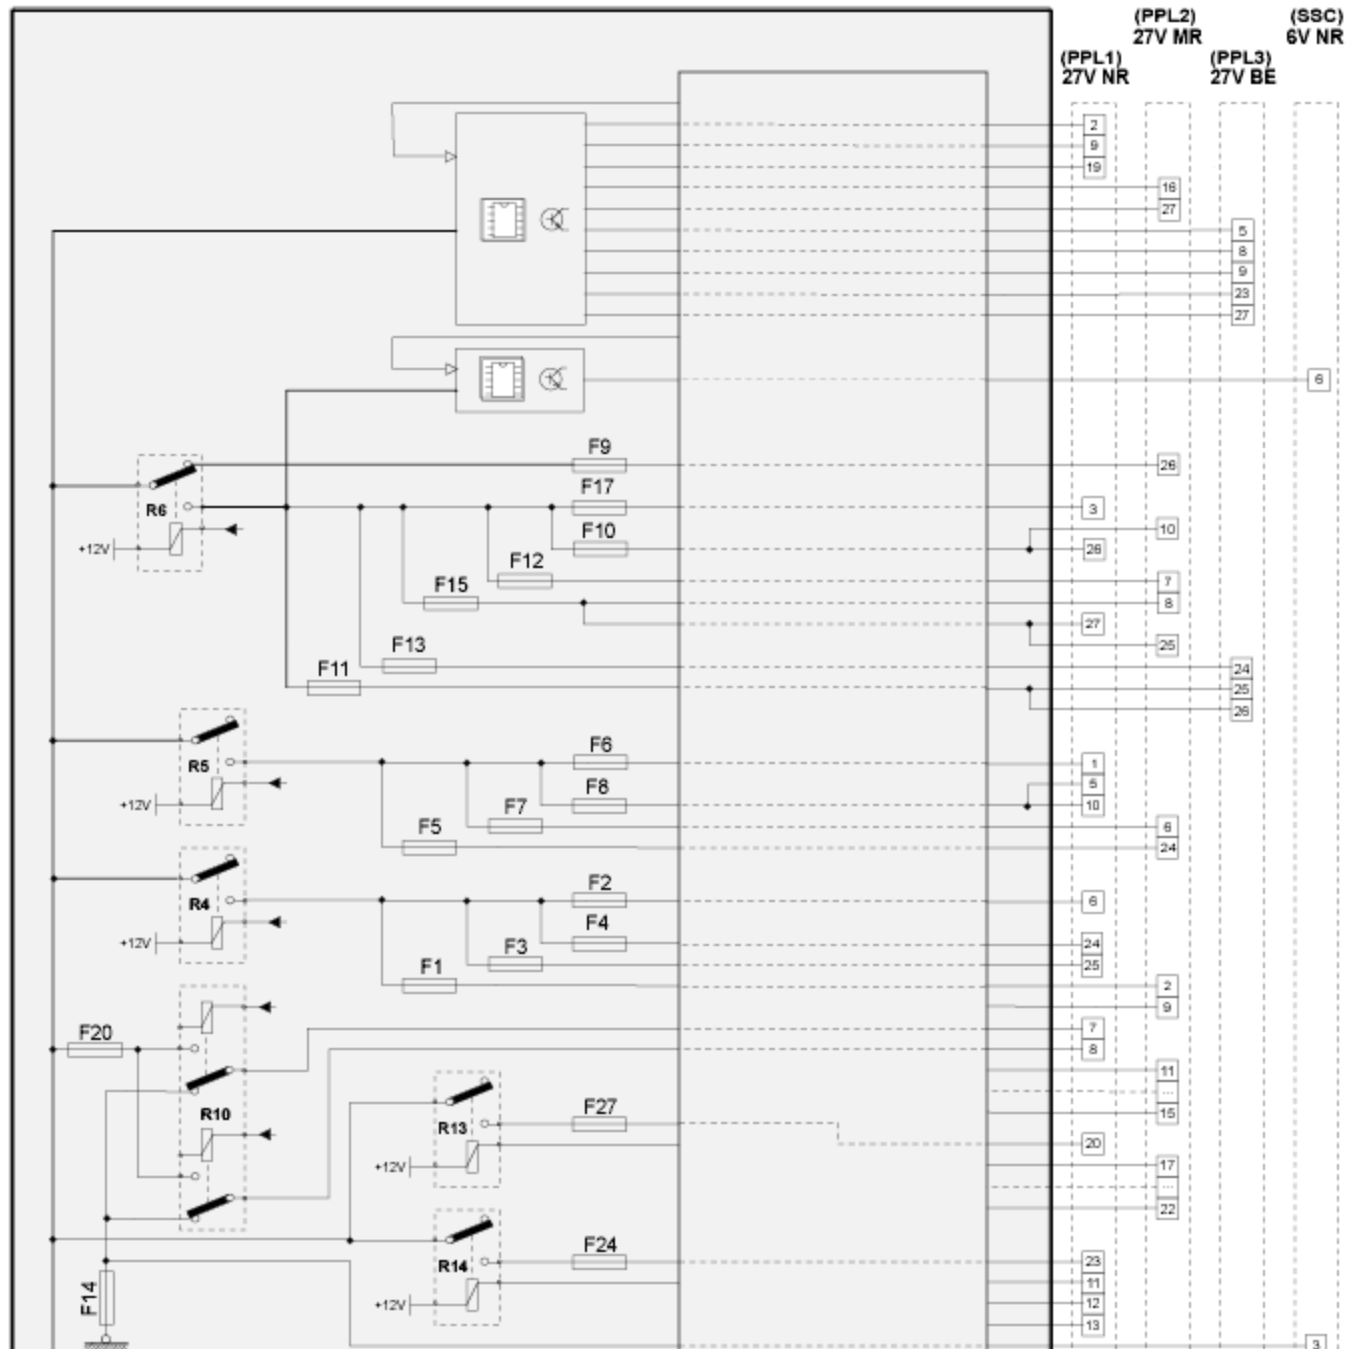 (PPL2) (SSC)
27V MR 6V NR
(PPL1) (PPL3)
27V NR 27V BE
2
9
19
16
27
5
8
9
23
27
6
F9
26
F17
R6 3
F10 10
+12V 28
F12 7
F15 8
27
F13 25
F11 24
25
26
F6
R5 1
F8 5
+12V 10
F7 6
F5 24
F2
R4 6
F4
+12V 24
F3 25
F1 2
9
F20 7
8
11
...
R10 F27 15
R13
20
+12V 17
...
22
F24
R14 23
F14 11
+12V 12
13
3